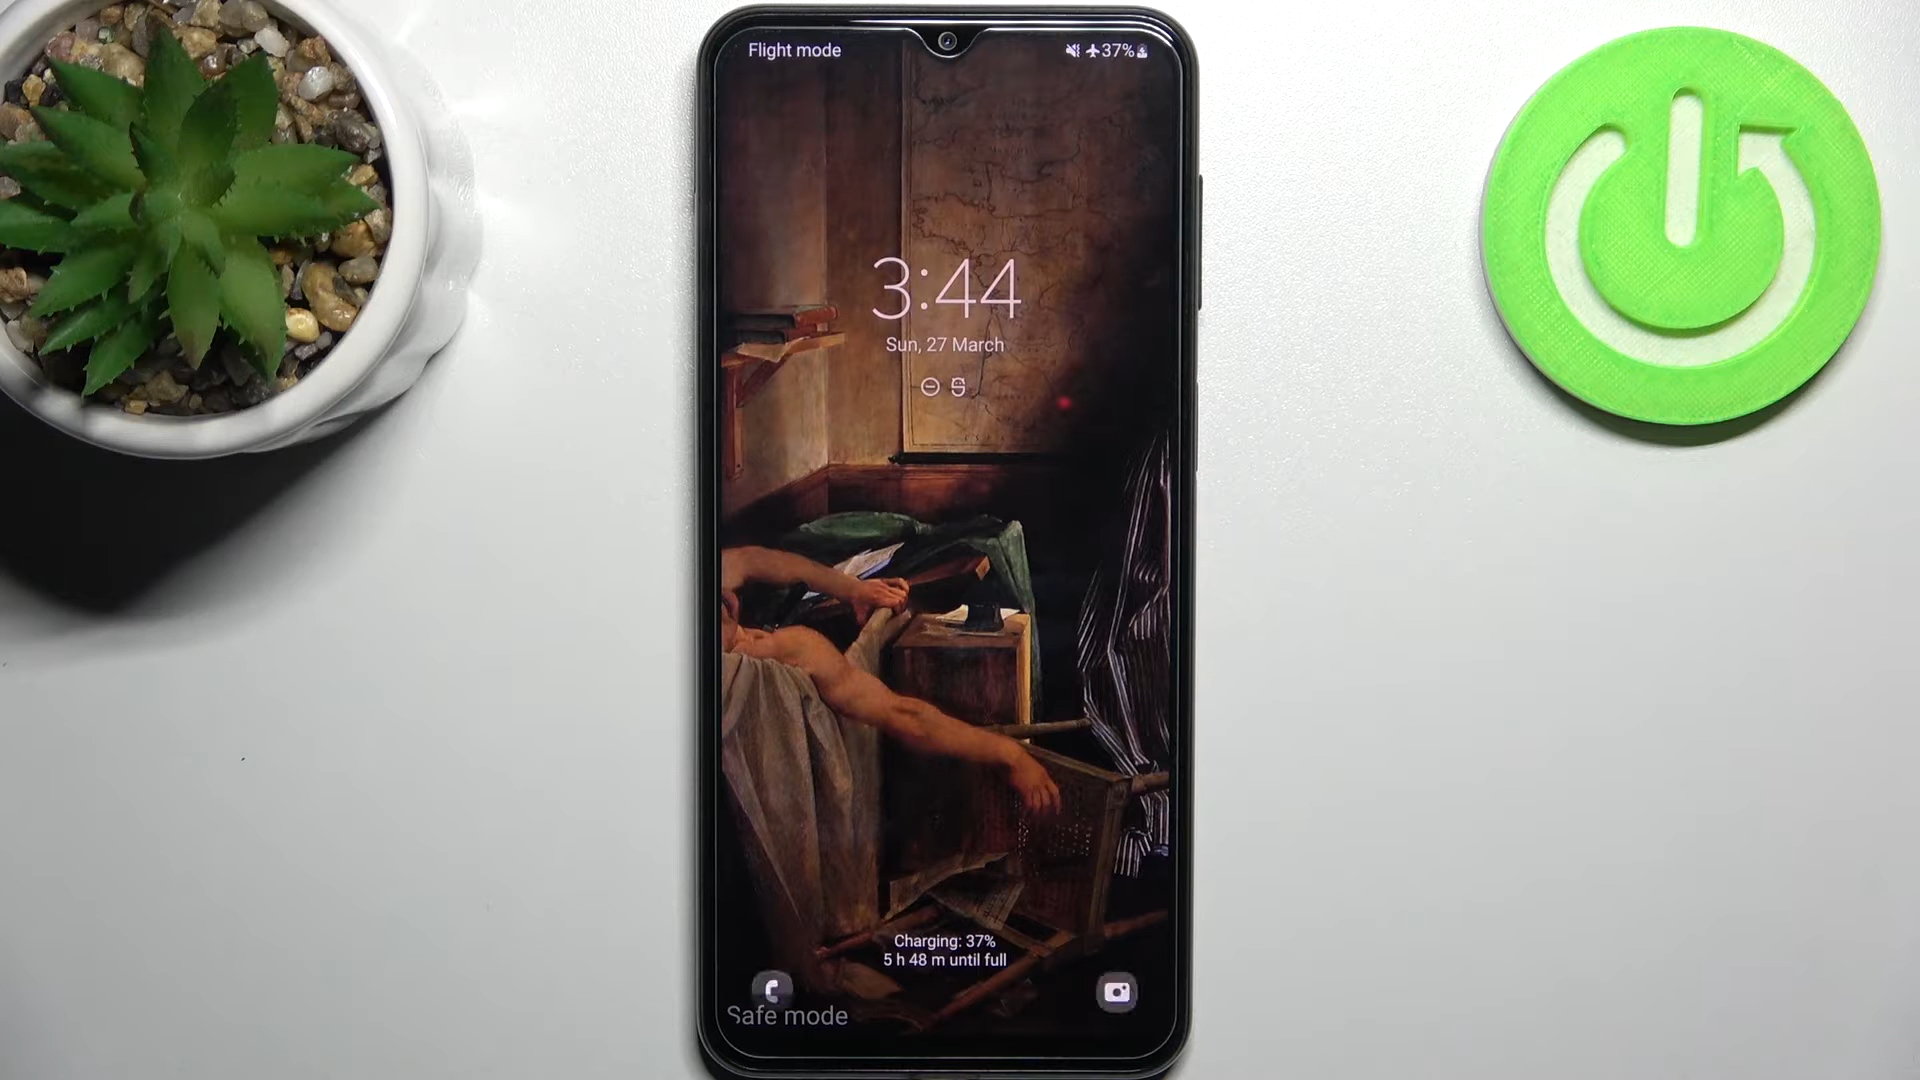 Flight mode
37%
3:44
Sun, 27 March
Charging: 37%
5 h 48 m until full
Safe mode